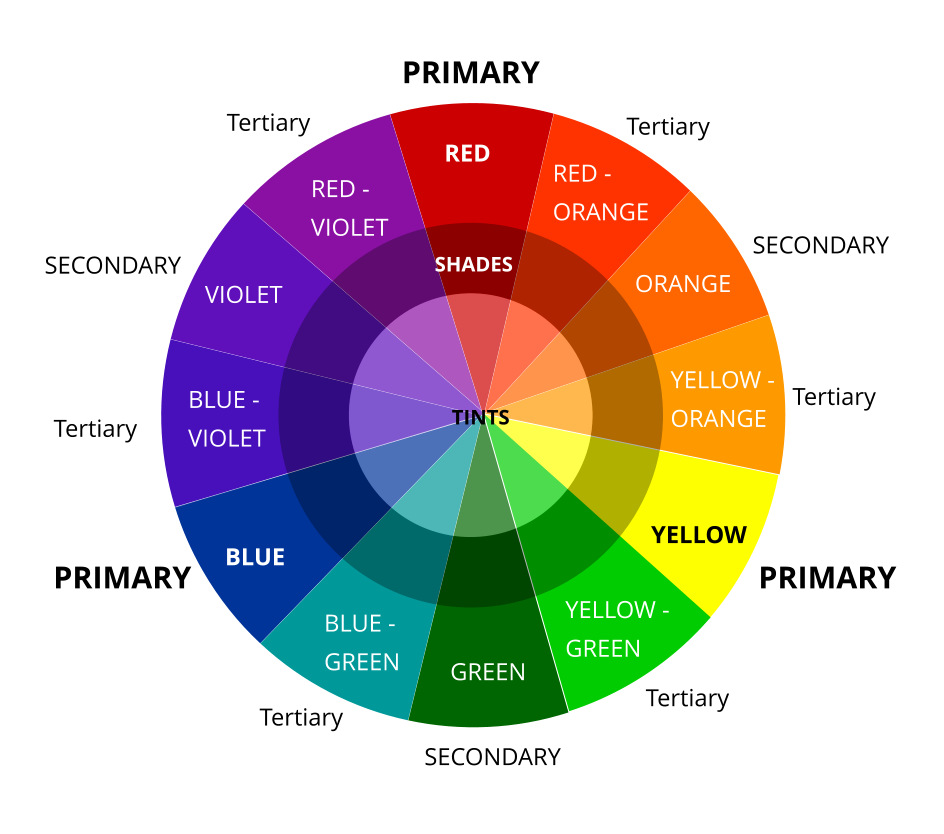 PRIMARY
Tertiary
Tertiary
RED
RED -
ORANGE
RED -
VIOLET
SECONDARY
SECONDARY
SHADES
ORANGE
VIOLET
YELLOW -
ORANGE
Tertiary
BLUE -
VIOLET
Tertiary
TINTS
YELLOW
BLUE
PRIMARY
PRIMARY
YELLOW -
GREEN
BLUE -
GREEN
GREEN
Tertiary
Tertiary
SECONDARY